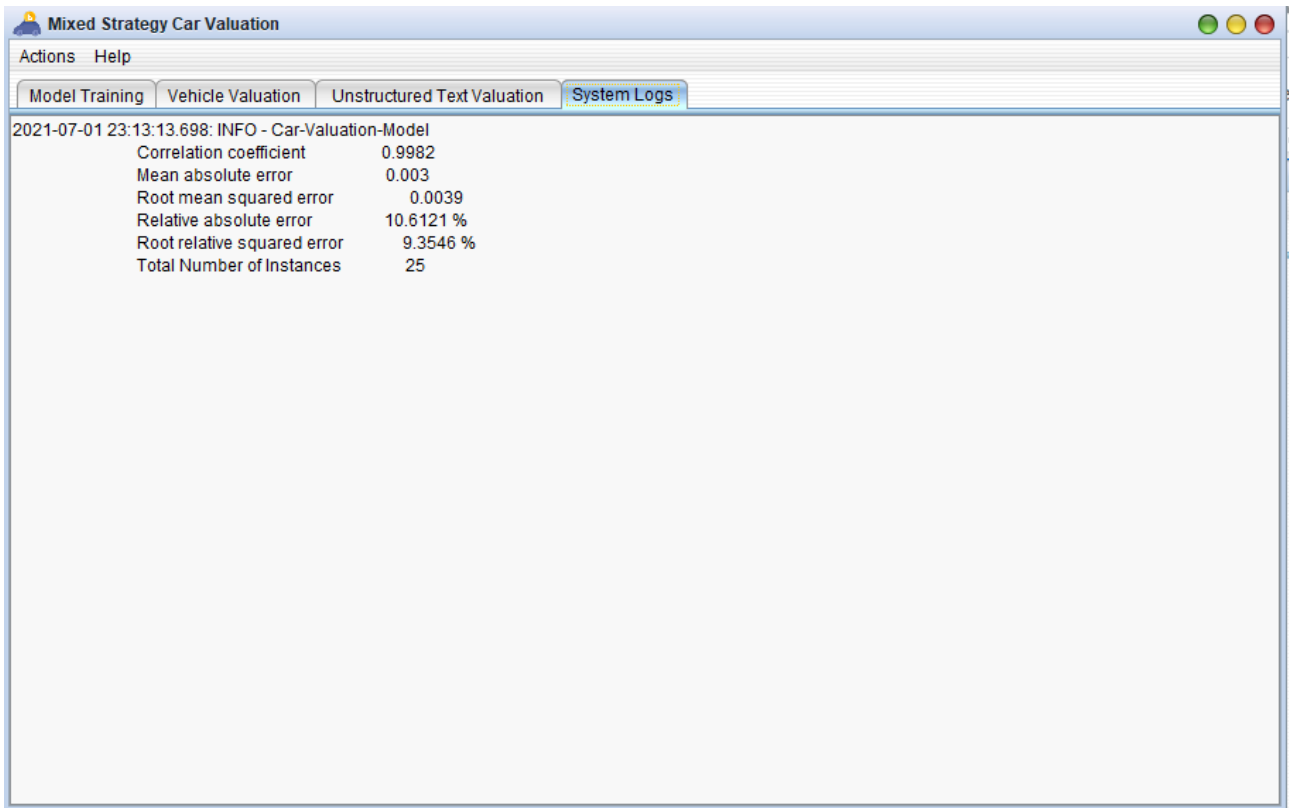 Mixed Strategy Car Valuation
Actions Help
Model Training Vehicle Valuation Unstructured Text Valuation System Logs
2021-07-01 23:13:13.698: INFO - Car-Valuation-Model
Correlation coefficient 0.9982
Mean absolute error 0.003
Root mean squared error 0.0039
Relative absolute error 10.6121 %
Root relative squared error 9.3546 %
Total Number of Instances 25